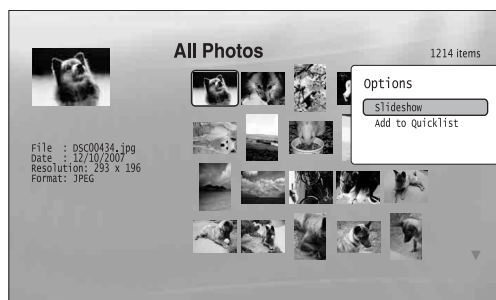 All Photos
1214 items
Options
Slideshow
Add to Quicklist
File : DSC00434.jpg
Date : 12/10/2007
Resolution: 293 x 196
Format: JPEG